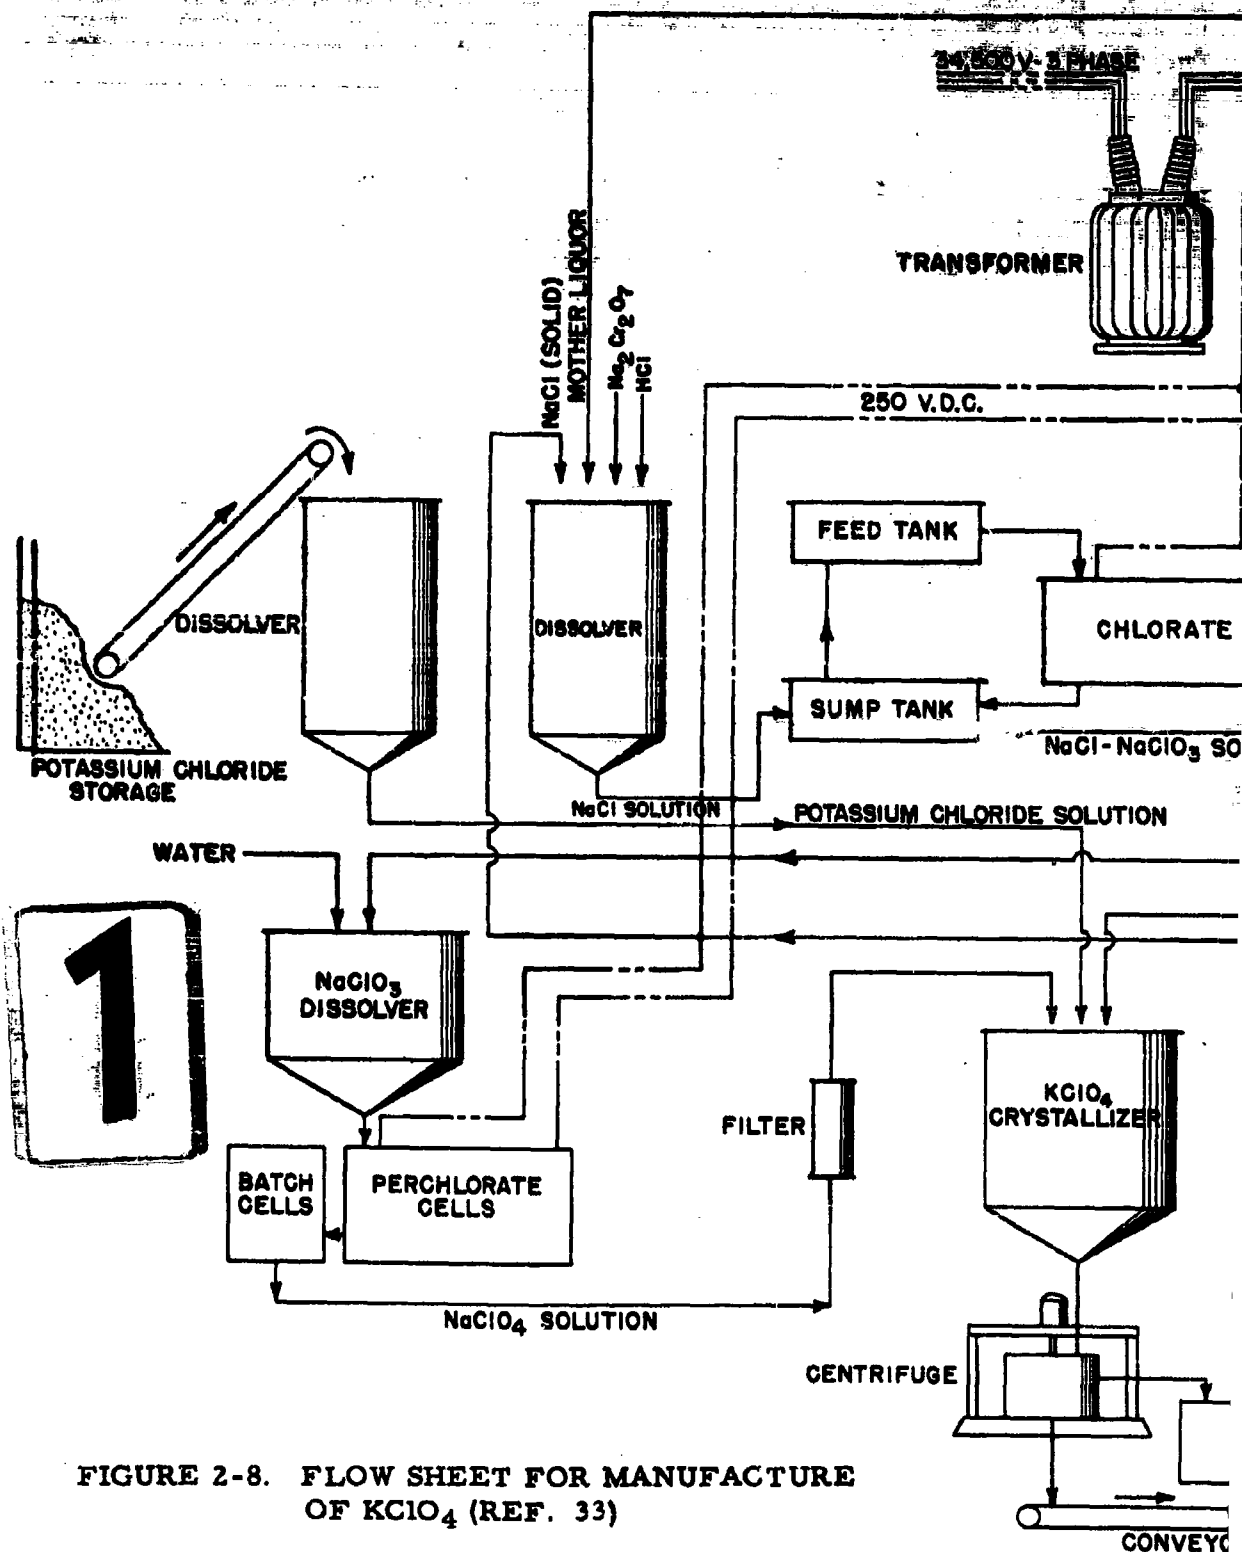 34,500 V - 3 PHASE
TRANSFORMER
NaCl (SOLID)
MOTHER LIQUOR
Na2Cr2O7
HCl
250 V.D.C.
FEED TANK
DISSOLVER
DISSOLVER
CHLORATE
SUMP TANK
NaCl-NaClO3 SO
POTASSIUM CHLORIDE
STORAGE
NaCl SOLUTION
POTASSIUM CHLORIDE SOLUTION
WATER
1
NaClO3
DISSOLVER
KClO4
CRYSTALLIZER
FILTER
BATCH
CELLS
PERCHLORATE
CELLS
NaClO4 SOLUTION
CENTRIFUGE
FIGURE 2-8. FLOW SHEET FOR MANUFACTURE
OF KClO4 (REF. 33)
CONVEYO